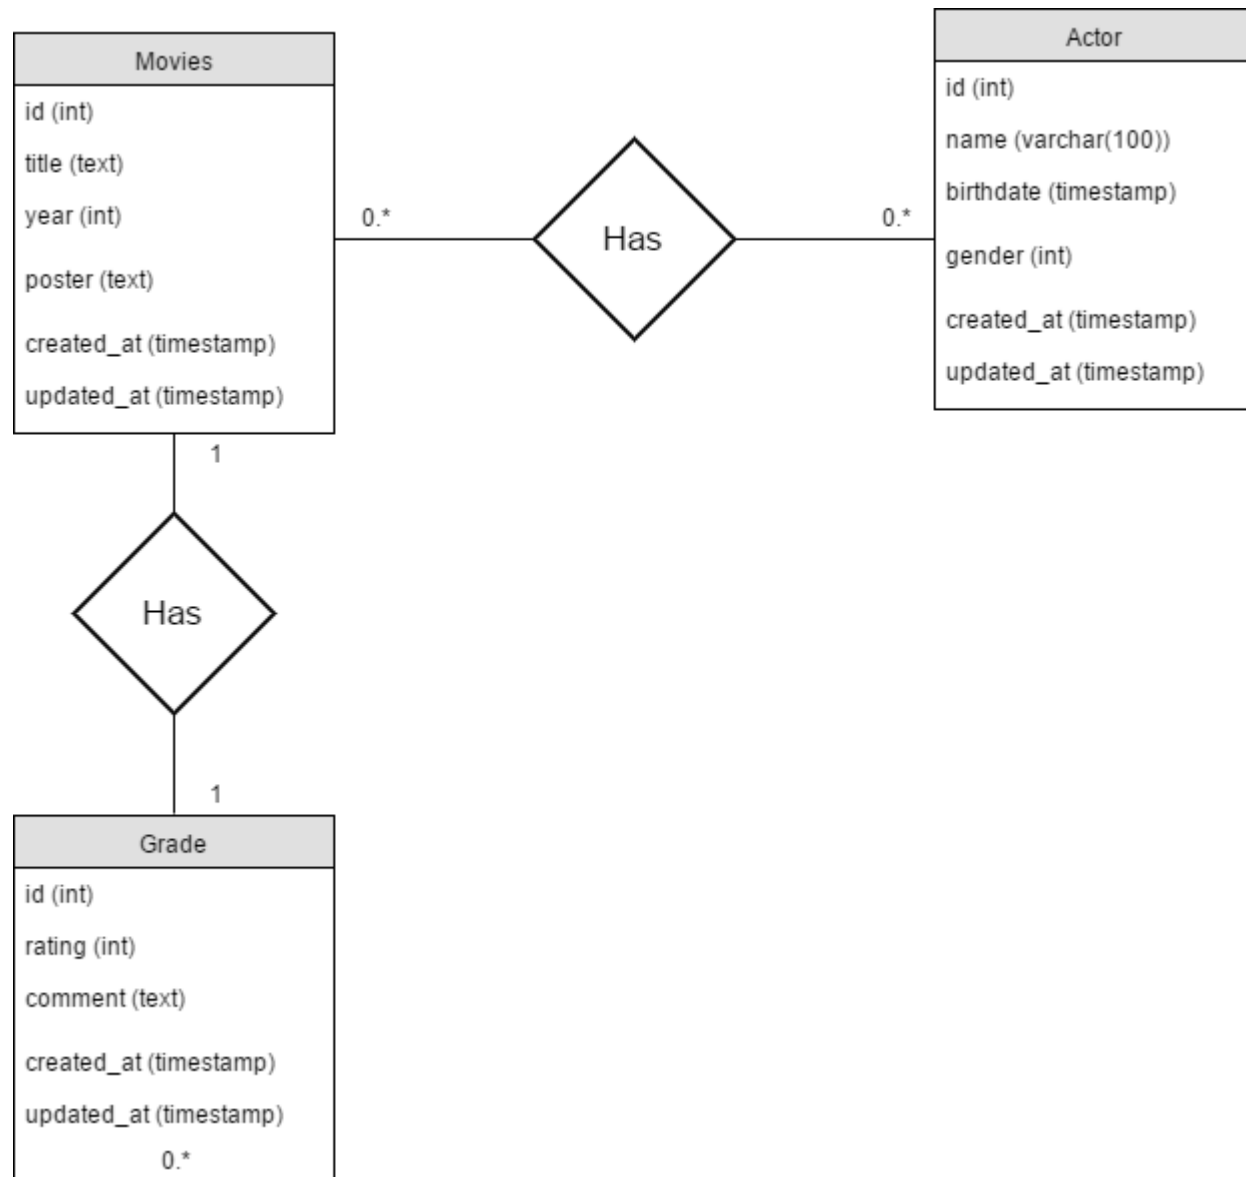 Movies
id (int)
title (text)
year (int)
poster (text)
created_at (timestamp)
updated_at (timestamp)
0.*
Has
0.*
Actor
id (int)
name (varchar(100))
birthdate (timestamp)
gender (int)
created_at (timestamp)
updated_at (timestamp)
1
Has
1
Grade
id (int)
rating (int)
comment (text)
created_at (timestamp)
updated_at (timestamp)
0.*